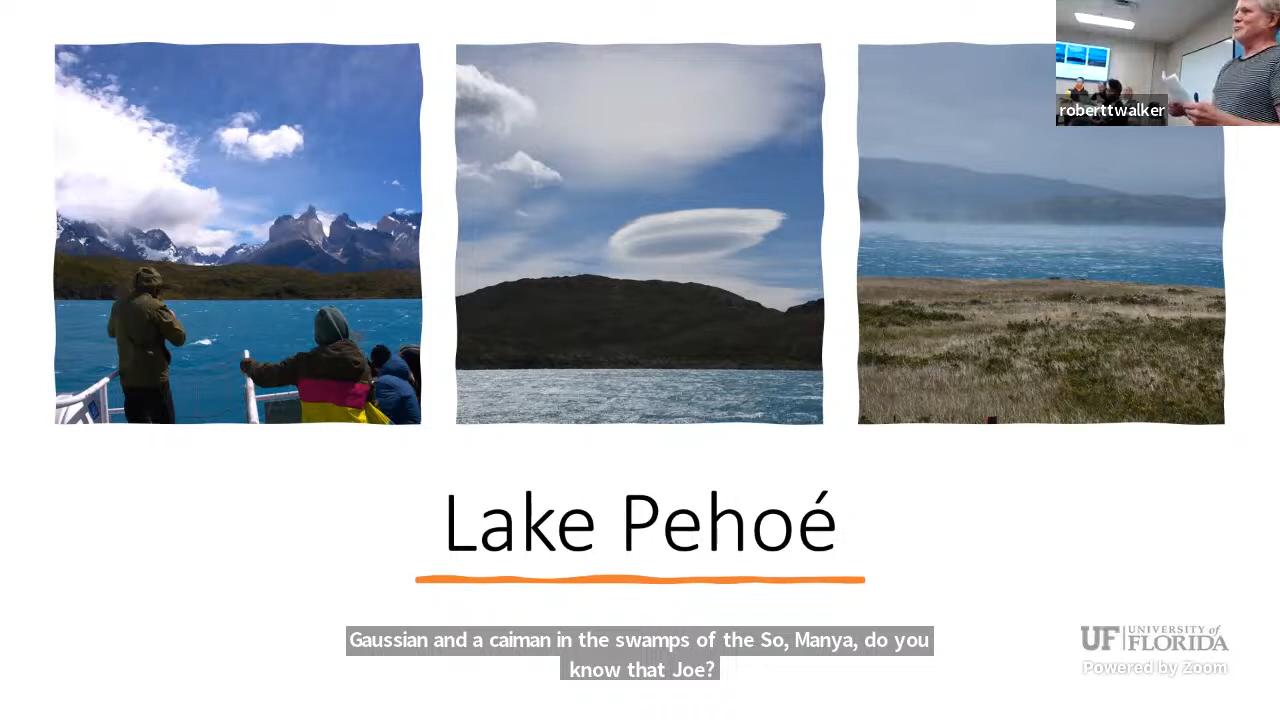 roberttwalker
Lake Pehoé
Gaussian and a caiman in the swamps of the So, Manya, do you
know that Joe?
UF UNIVERSITY of
FLORIDA
Powered by Zoom